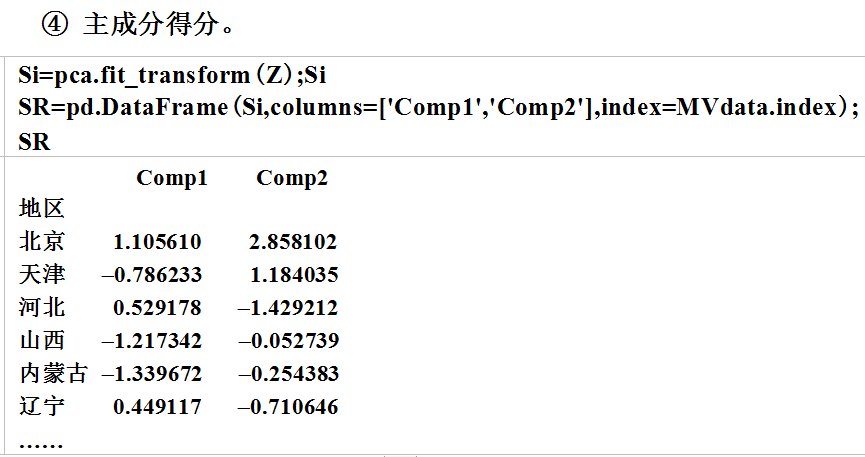 ④ 主成分得分。
Si=pca.fit_transform(Z);Si
SR=pd.DataFrame(Si,columns=['Comp1','Comp2'],index=MVdata.index);
SR
Comp1 Comp2
地区
北京 1.105610 2.858102
天津 –0.786233 1.184035
河北 0.529178 –1.429212
山西 –1.217342 –0.052739
内蒙古 –1.339672 –0.254383
辽宁 0.449117 –0.710646
……